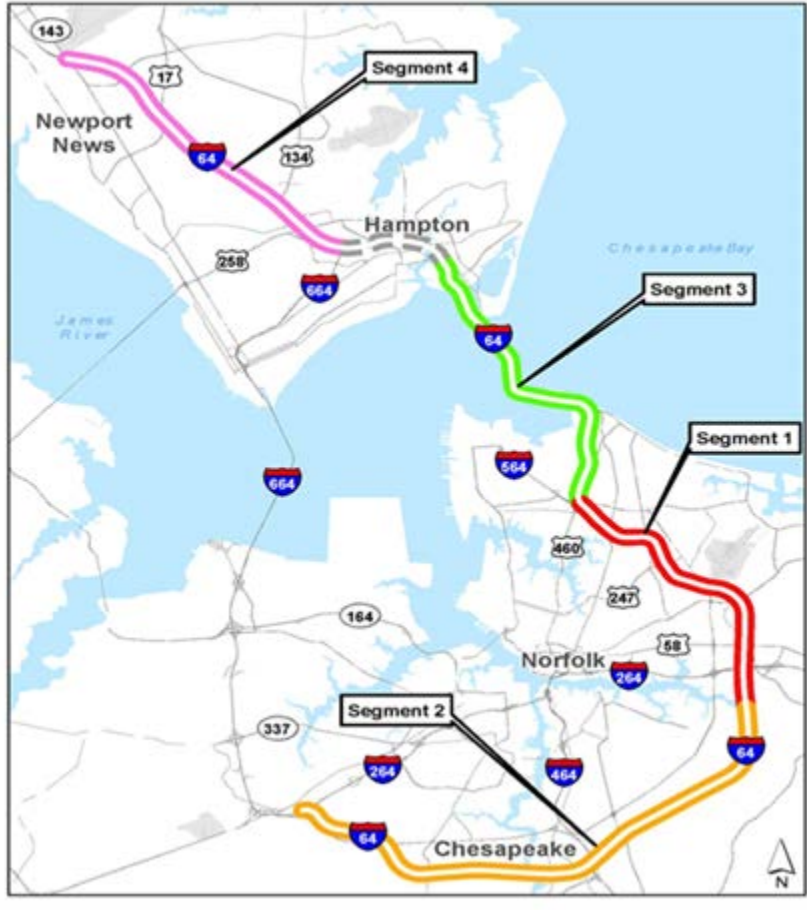 143
17
Segment 4
Newport
News
64
134
Hampton
Chesapeake Bay
258
664
Segment 3
James
River
64
Segment 1
564
664
460
247
164
58
Norfolk
264
Segment 2
337
64
264
464
64
Chesapeake
N